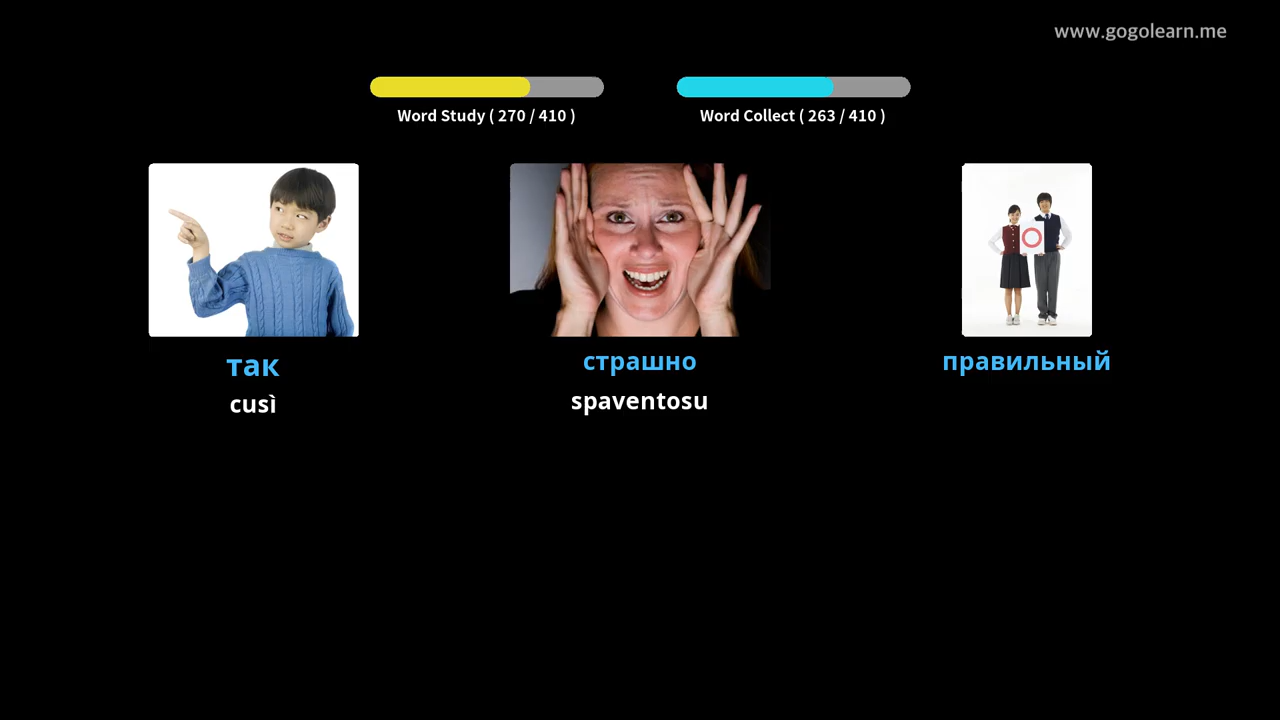 www.gogolearn.me
Word Study ( 270 / 410 )
Word Collect ( 263 / 410 )
так
страшно
правильный
cusì
spaventosu